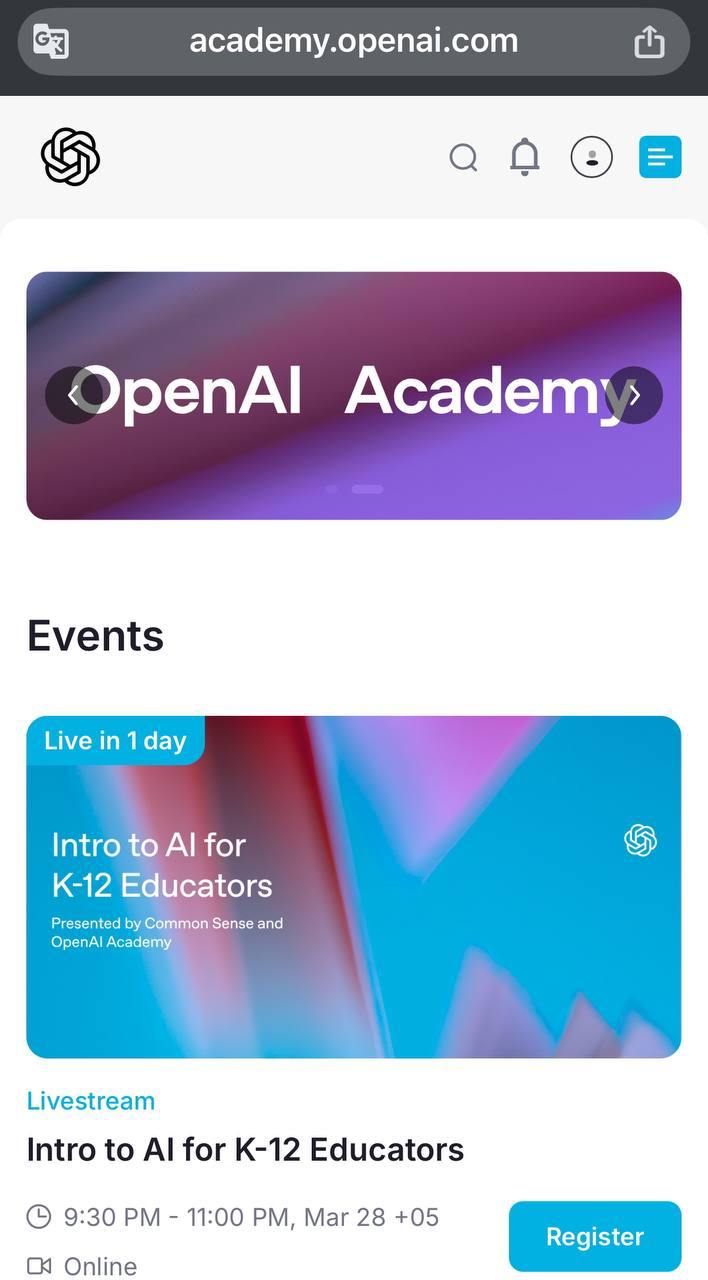 academy.openai.com
OpenAI Academy
Events
Live in 1 day
Intro to AI for
K-12 Educators
Presented by Common Sense and
OpenAI Academy
Livestream
Intro to AI for K-12 Educators
9:30 PM - 11:00 PM, Mar 28 +05
Register
Online